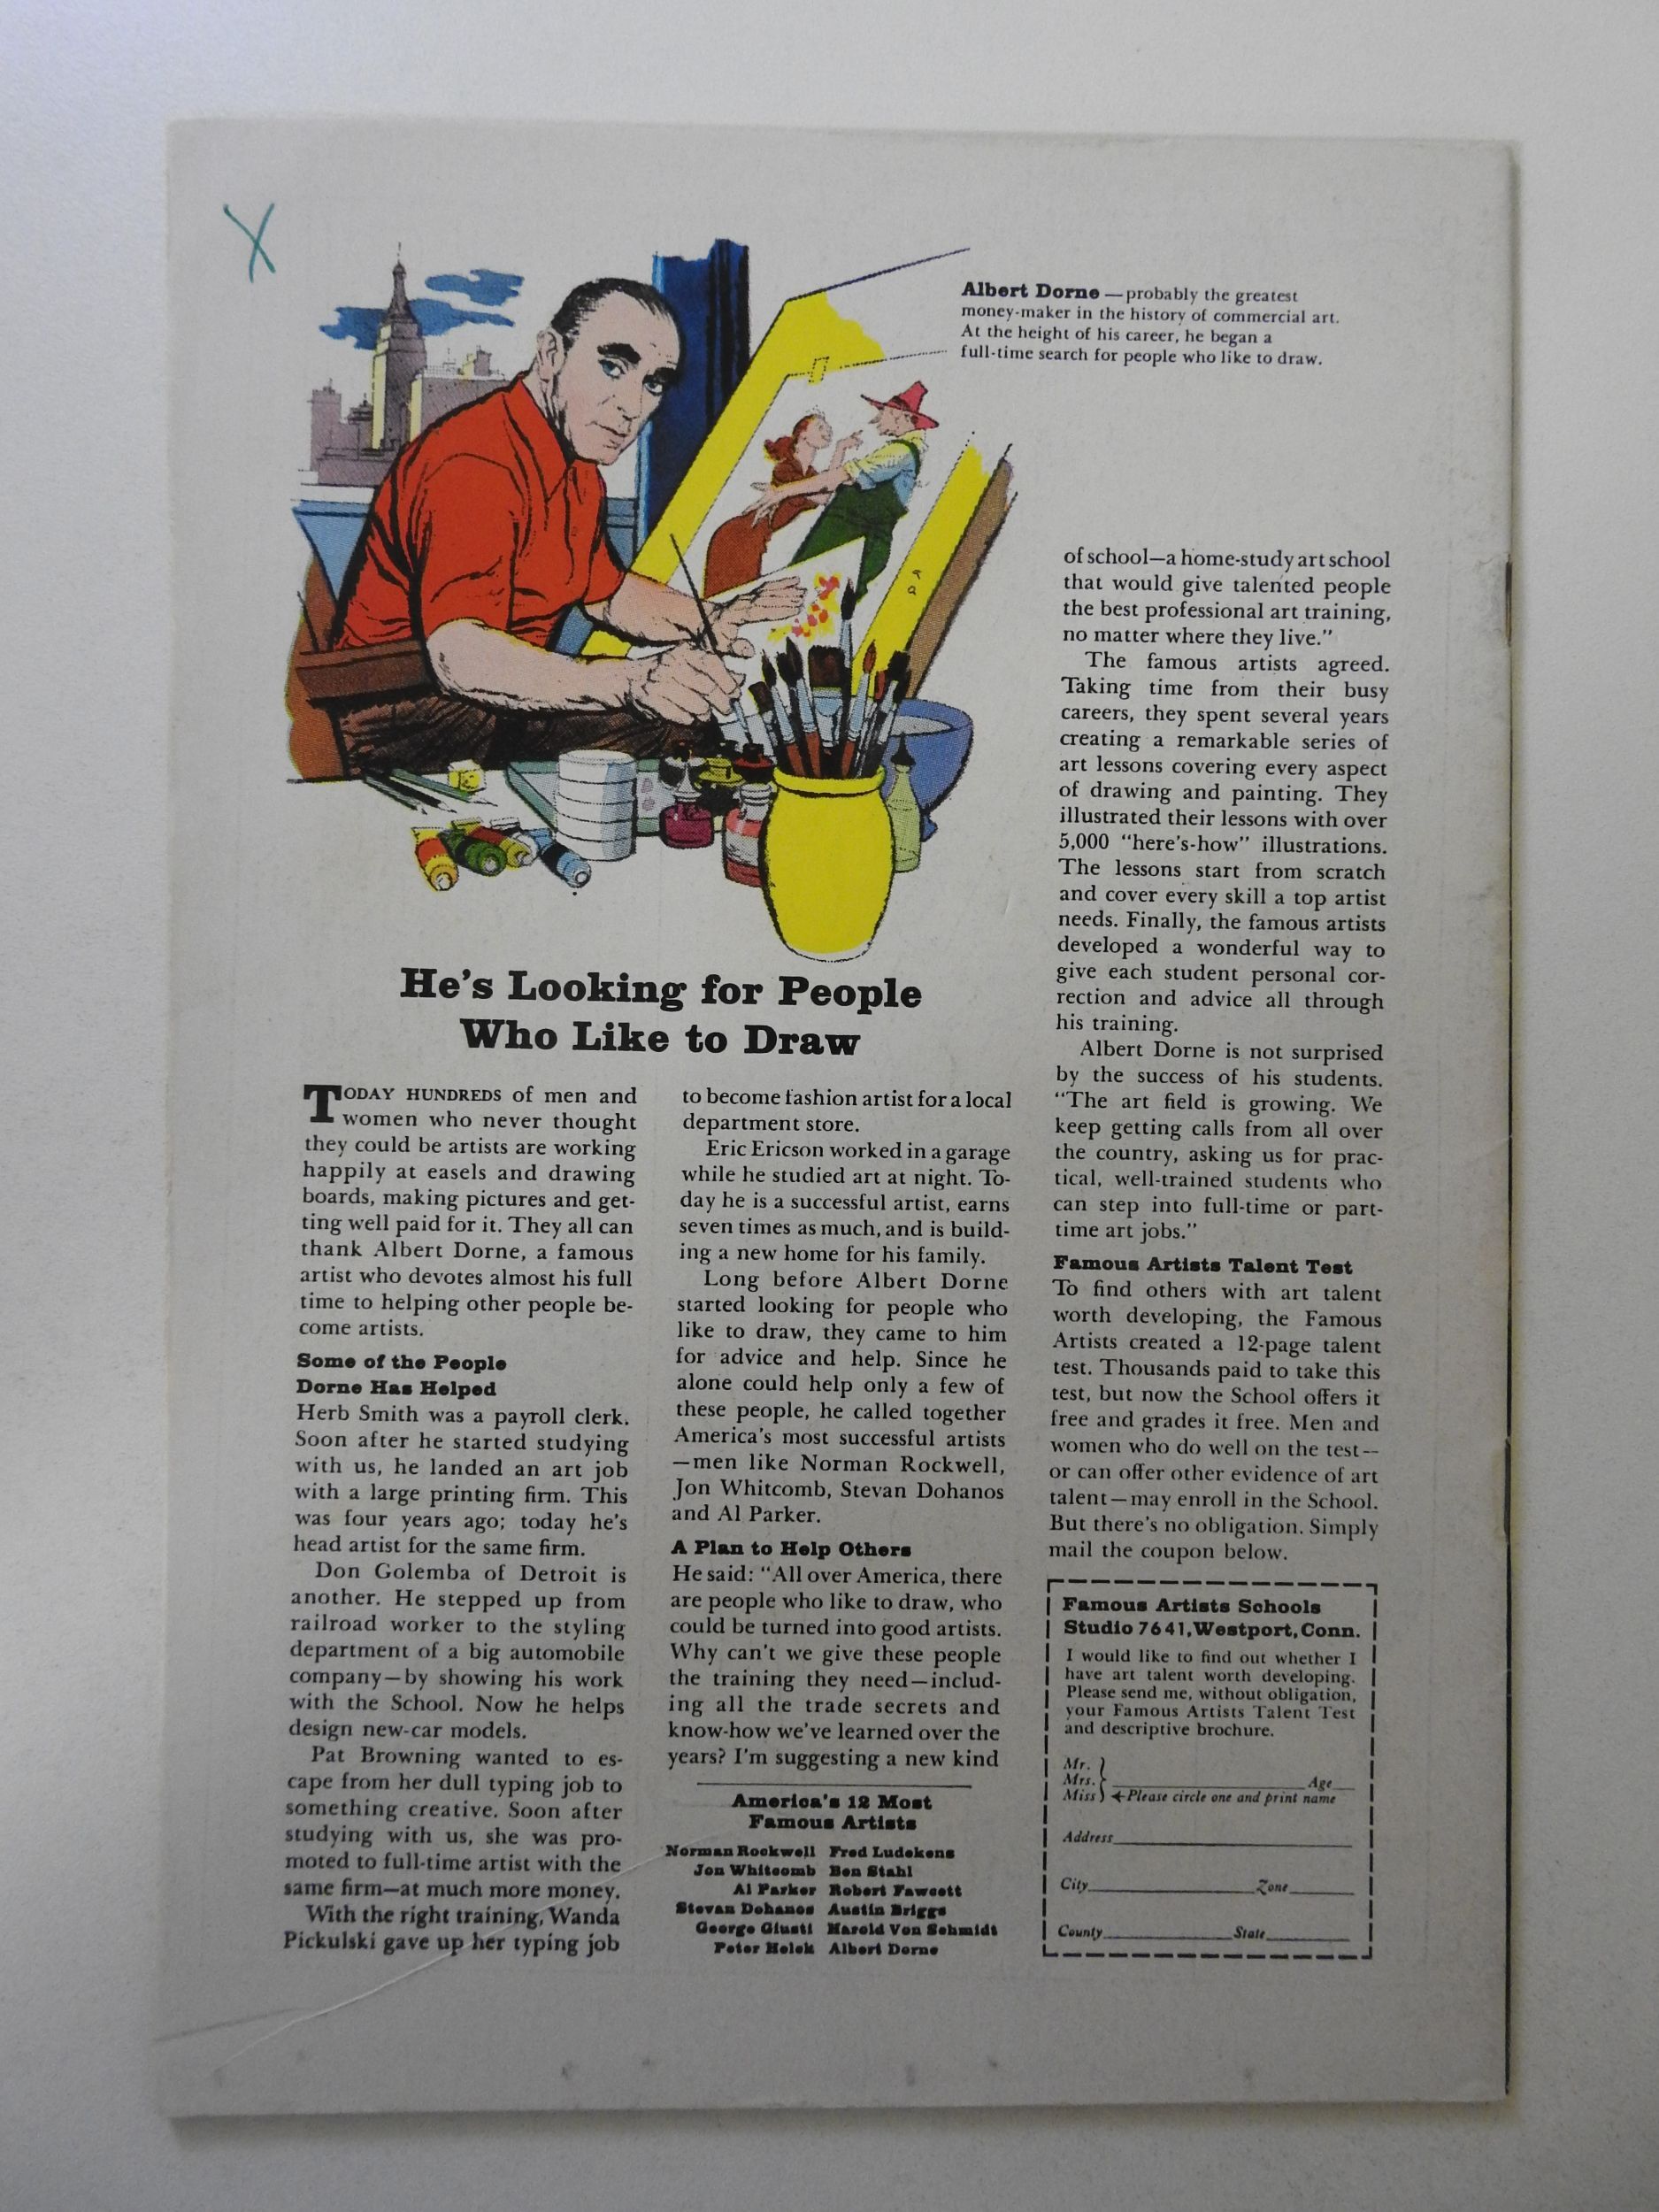 X
Albert Dorne — probably the greatest
money-maker in the history of commercial art.
At the height of his career, he began a
full-time search for people who like to draw.
He's Looking for People
Who Like to Draw
TODAY HUNDREDS of men and
women who never thought
they could be artists are working
happily at easels and drawing
boards, making pictures and get-
ting well paid for it. They all can
thank Albert Dorne, a famous
artist who devotes almost his full
time to helping other people be-
come artists.
Some of the People
Dorne Has Helped
Herb Smith was a payroll clerk.
Soon after he started studying
with us, he landed an art job
with a large printing firm. This
was four years ago; today he's
head artist for the same firm.
Don Golemba of Detroit is
another. He stepped up from
railroad worker to the styling
department of a big automobile
company—by showing his work
with the School. Now he helps
design new-car models.
Pat Browning wanted to es-
cape from her dull typing job to
something creative. Soon after
studying with us, she was pro-
moted to full-time artist with the
same firm—at much more money.
With the right training, Wanda
Pickulski gave up her typing job
to become fashion artist for a local
department store.
Eric Ericson worked in a garage
while he studied art at night. To-
day he is a successful artist, earns
seven times as much, and is build-
ing a new home for his family.
Long before Albert Dorne
started looking for people who
like to draw, they came to him
for advice and help. Since he
alone could help only a few of
these people, he called together
America's most successful artists
—men like Norman Rockwell,
Jon Whitcomb, Stevan Dohanos
and Al Parker.
A Plan to Help Others
He said: "All over America, there
are people who like to draw, who
could be turned into good artists.
Why can't we give these people
the training they need—includ-
ing all the trade secrets and
know-how we've learned over the
years? I'm suggesting a new kind
America's 12 Most
Famous Artists
Norman Rockwell Fred Ludekens
Jon Whitcomb Ben Stahl
Al Parker Robert Fawcett
Stevan Dohanos Austin Briggs
George Giusti Harold Von Schmidt
Peter Helck Albert Dorne
of school—a home-study art school
that would give talented people
the best professional art training,
no matter where they live."
The famous artists agreed.
Taking time from their busy
careers, they spent several years
creating a remarkable series of
art lessons covering every aspect
of drawing and painting. They
illustrated their lessons with over
5,000 "here's-how" illustrations.
The lessons start from scratch
and cover every skill a top artist
needs. Finally, the famous artists
developed a wonderful way to
give each student personal cor-
rection and advice all through
his training.
Albert Dorne is not surprised
by the success of his students.
"The art field is growing. We
keep getting calls from all over
the country, asking us for prac-
tical, well-trained students who
can step into full-time or part-
time art jobs."
Famous Artists Talent Test
To find others with art talent
worth developing, the Famous
Artists created a 12-page talent
test. Thousands paid to take this
test, but now the School offers it
free and grades it free. Men and
women who do well on the test—
or can offer other evidence of art
talent—may enroll in the School.
But there's no obligation. Simply
mail the coupon below.
Famous Artists Schools
Studio 7641, Westport, Conn.
I would like to find out whether I
have art talent worth developing.
Please send me, without obligation,
your Famous Artists Talent Test
and descriptive brochure.
Mr.
Mrs. Age
Miss ←Please circle one and print name
Address
City Zone
County State